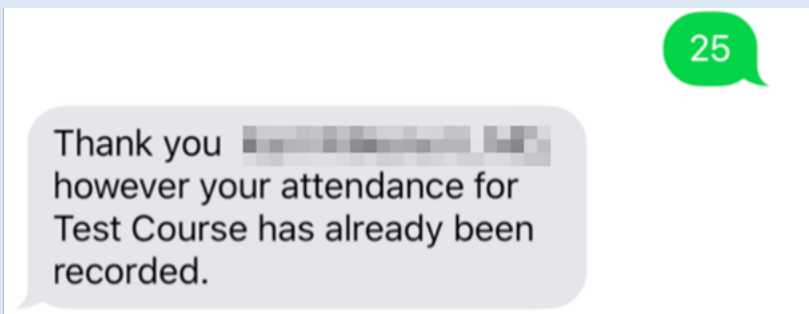 25
Thank you
however your attendance for
Test Course has already been
recorded.